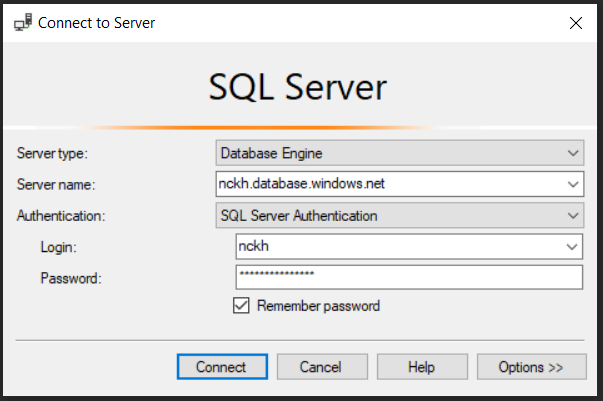 Connect to Server
SQL Server
Server type: Database Engine
Server name: nckh.database.windows.net
Authentication: SQL Server Authentication
Login: nckh
Password: ***************
Remember password
Connect Cancel Help Options >>